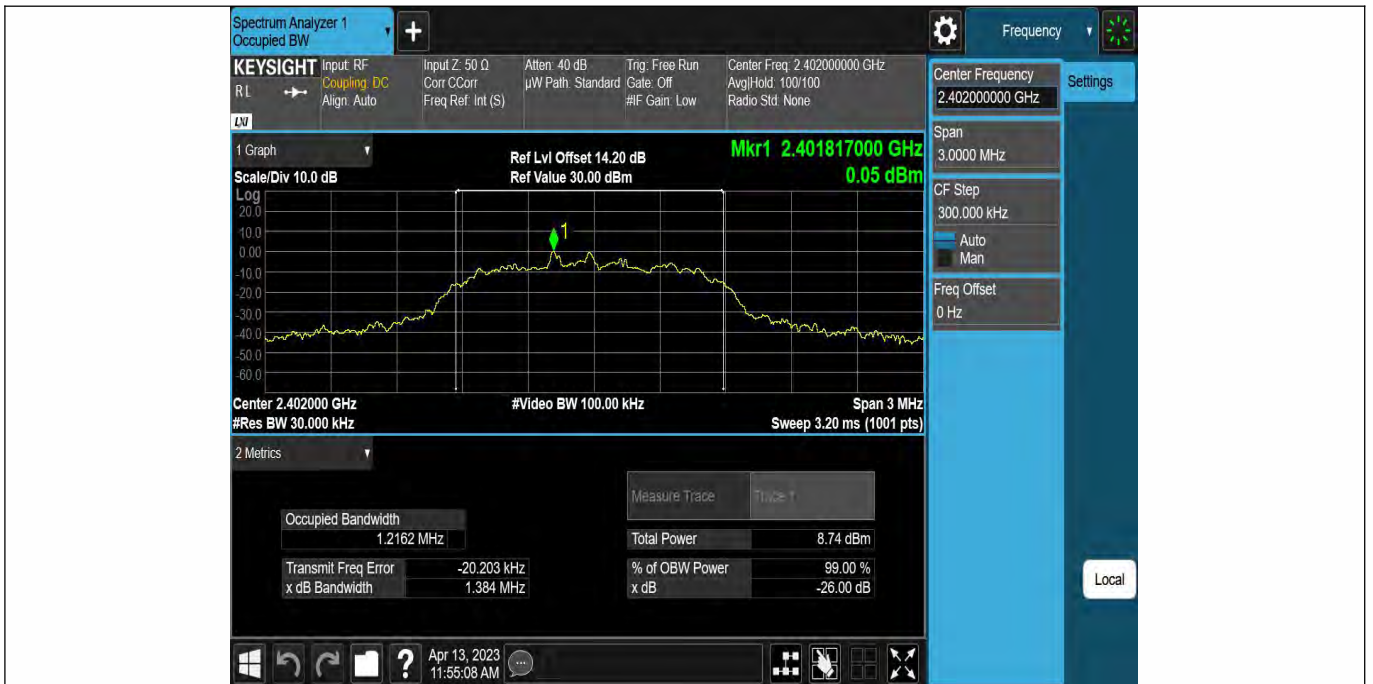 Spectrum Analyzer 1
Occupied BW
+
Frequency
KEYSIGHT
RL
LXI
Input: RF
Coupling: DC
Align: Auto
Input Z: 50 Ω
Corr CCorr
Freq Ref: Int (S)
Atten: 40 dB
µW Path: Standard
Trig: Free Run
Gate: Off
#IF Gain: Low
Center Freq: 2.402000000 GHz
Avg|Hold: 100/100
Radio Std: None
Center Frequency
2.402000000 GHz
Settings
Span
3.0000 MHz
CF Step
300.000 kHz
Auto
Man
Freq Offset
0 Hz
Local
1 Graph
Scale/Div 10.0 dB
Ref Lvl Offset 14.20 dB
Ref Value 30.00 dBm
Mkr1 2.401817000 GHz
0.05 dBm
Log
20.0
10.0
0.00
-10.0
-20.0
-30.0
-40.0
-50.0
-60.0
1
Center 2.402000 GHz
#Video BW 100.00 kHz
Span 3 MHz
#Res BW 30.000 kHz
Sweep 3.20 ms (1001 pts)
2 Metrics
Measure Trace
Trace 1
Occupied Bandwidth
1.2162 MHz
Total Power
8.74 dBm
Transmit Freq Error
-20.203 kHz
% of OBW Power
99.00 %
x dB Bandwidth
1.384 MHz
x dB
-26.00 dB
?
Apr 13, 2023
11:55:08 AM